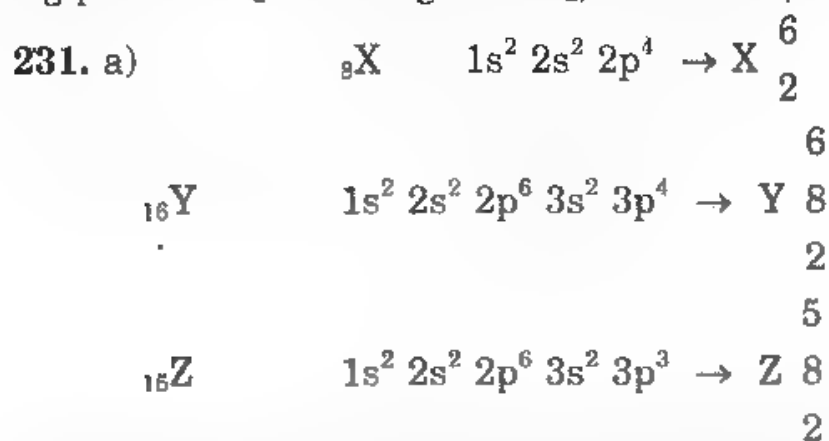 231. a) ₈X 1s² 2s² 2p⁴ → X 6
2
6
₁₆Y 1s² 2s² 2p⁶ 3s² 3p⁴ → Y 8
2
5
₁₅Z 1s² 2s² 2p⁶ 3s² 3p³ → Z 8
2